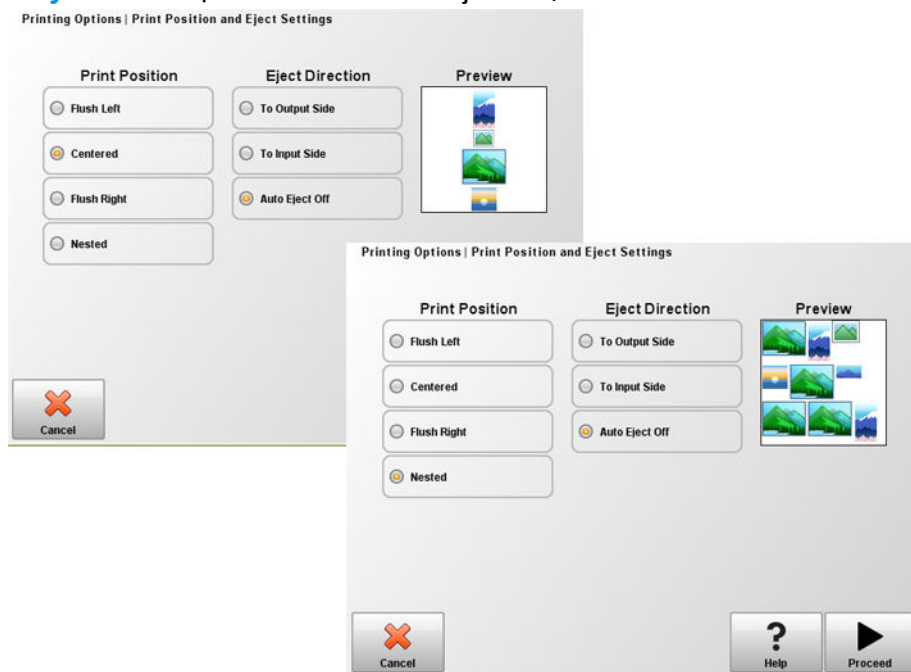 Printing Options | Print Position and Eject Settings
Print Position
Eject Direction
Preview
Flush Left
To Output Side
Centered
To Input Side
Flush Right
Auto Eject Off
Nested
Cancel
Printing Options | Print Position and Eject Settings
Print Position
Eject Direction
Preview
Flush Left
To Output Side
Centered
To Input Side
Flush Right
Auto Eject Off
Nested
Cancel
Help
Proceed